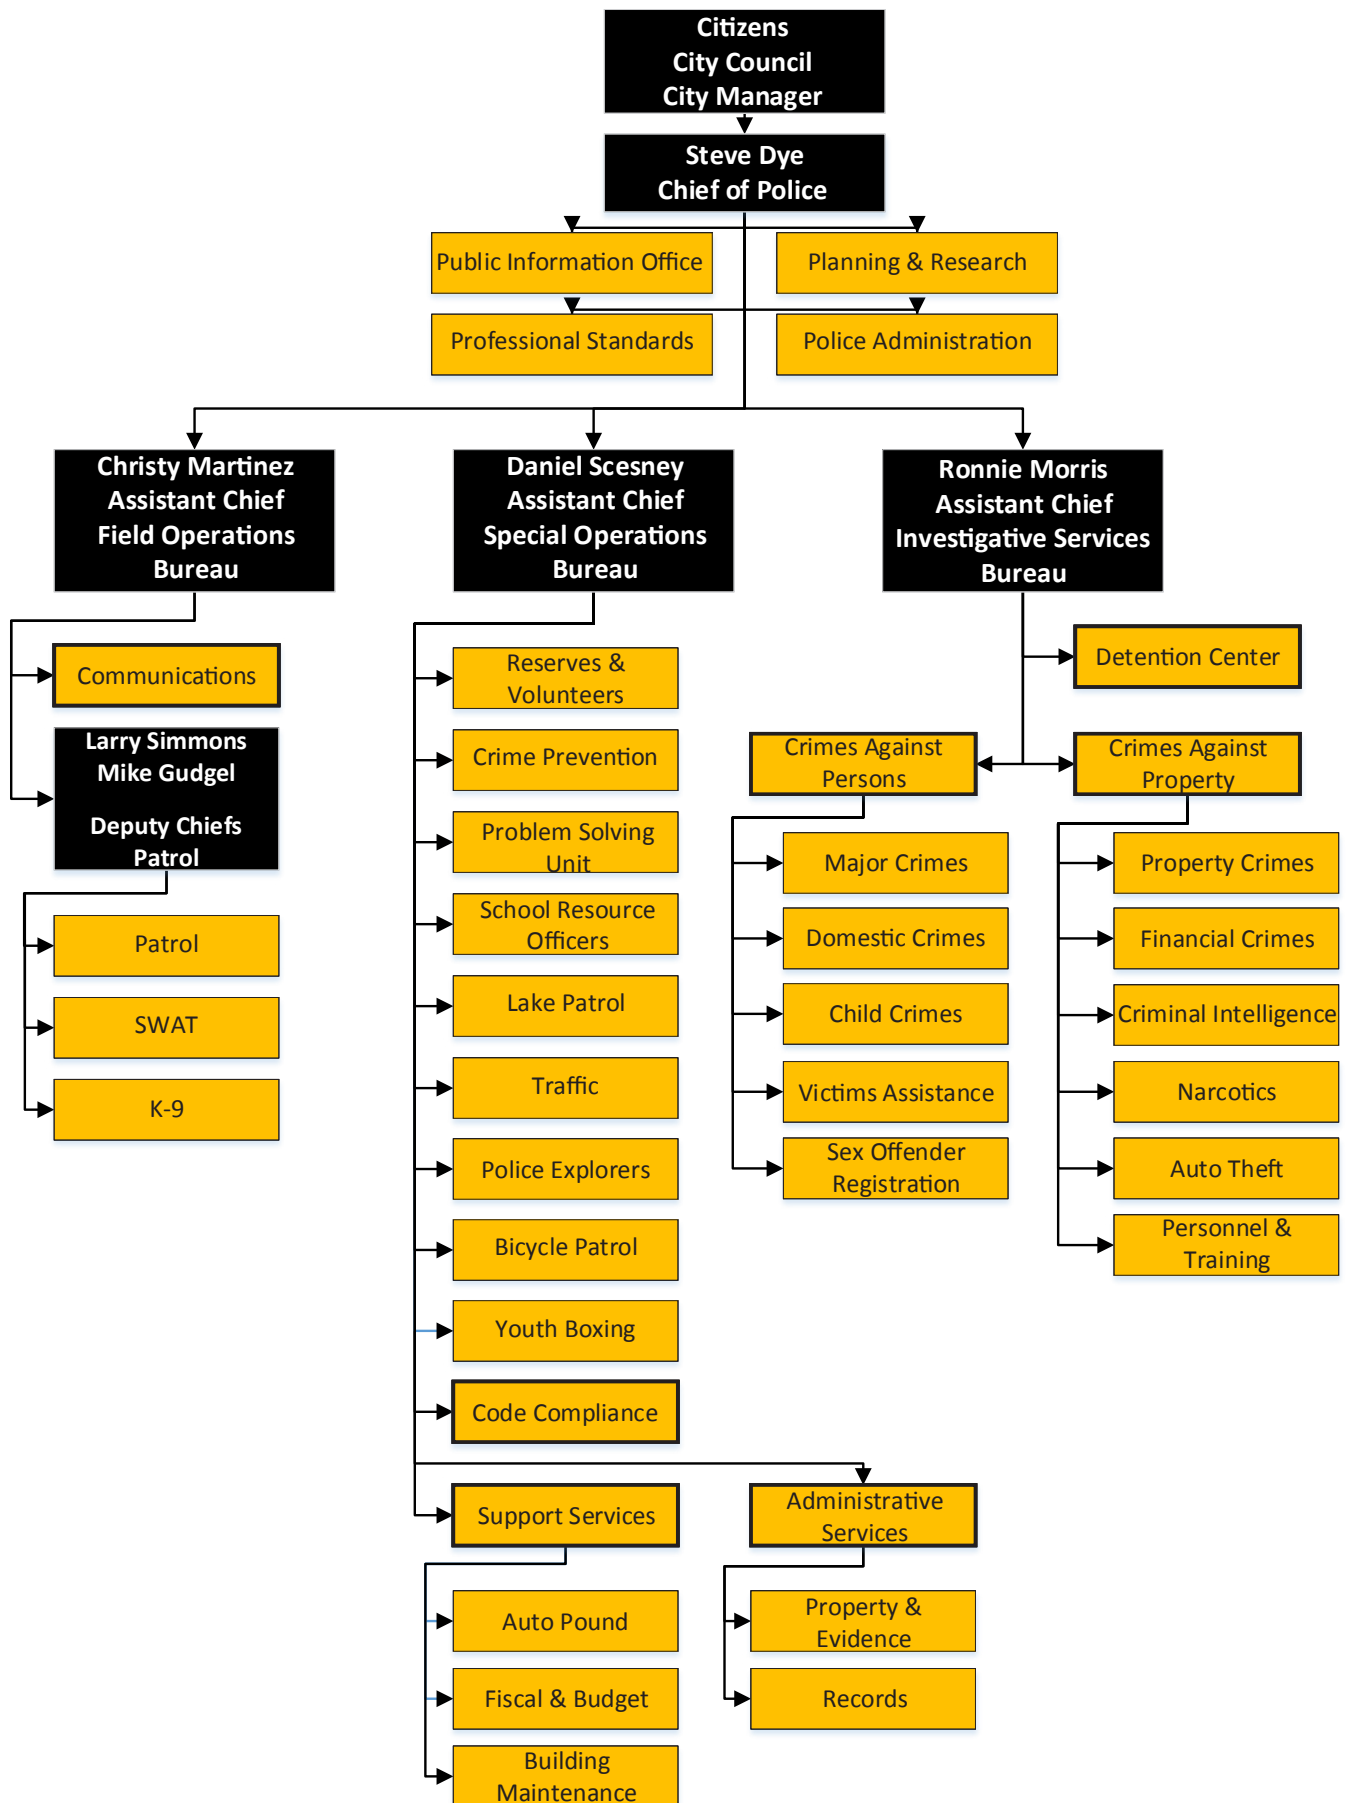 Citizens
City Council
City Manager
Steve Dye
Chief of Police
Public Information Office
Planning & Research
Professional Standards
Police Administration
Christy Martinez
Assistant Chief
Field Operations
Bureau
Daniel Scesney
Assistant Chief
Special Operations
Bureau
Ronnie Morris
Assistant Chief
Investigative Services
Bureau
Communications
Larry Simmons
Mike Gudgel
Deputy Chiefs
Patrol
Patrol
SWAT
K-9
Reserves &
Volunteers
Crime Prevention
Problem Solving
Unit
School Resource
Officers
Lake Patrol
Traffic
Police Explorers
Bicycle Patrol
Youth Boxing
Code Compliance
Support Services
Auto Pound
Fiscal & Budget
Building
Maintenance
Administrative
Services
Property &
Evidence
Records
Detention Center
Crimes Against
Persons
Major Crimes
Domestic Crimes
Child Crimes
Victims Assistance
Sex Offender
Registration
Crimes Against
Property
Property Crimes
Financial Crimes
Criminal Intelligence
Narcotics
Auto Theft
Personnel &
Training